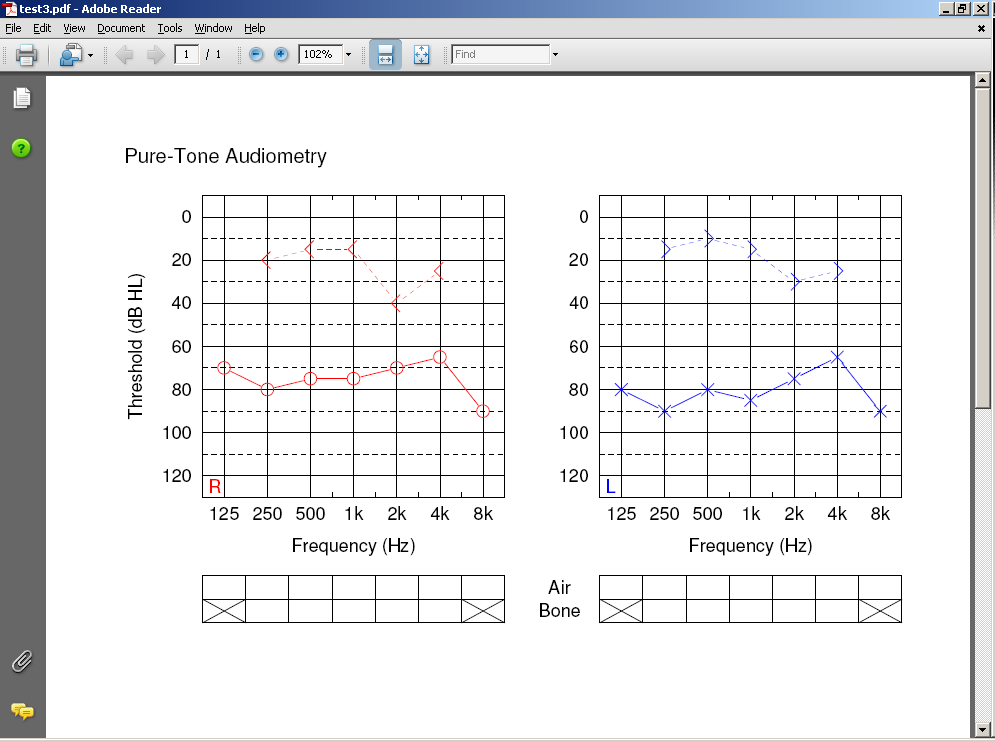 test3.pdf - Adobe Reader
File Edit View Document Tools Window Help
1 / 1 102% Find
Pure-Tone Audiometry
Threshold (dB HL)
0
20
40
60
80
100
120
R
125 250 500 1k 2k 4k 8k
Frequency (Hz)
0
20
40
60
80
100
120
L
125 250 500 1k 2k 4k 8k
Frequency (Hz)
Air
Bone